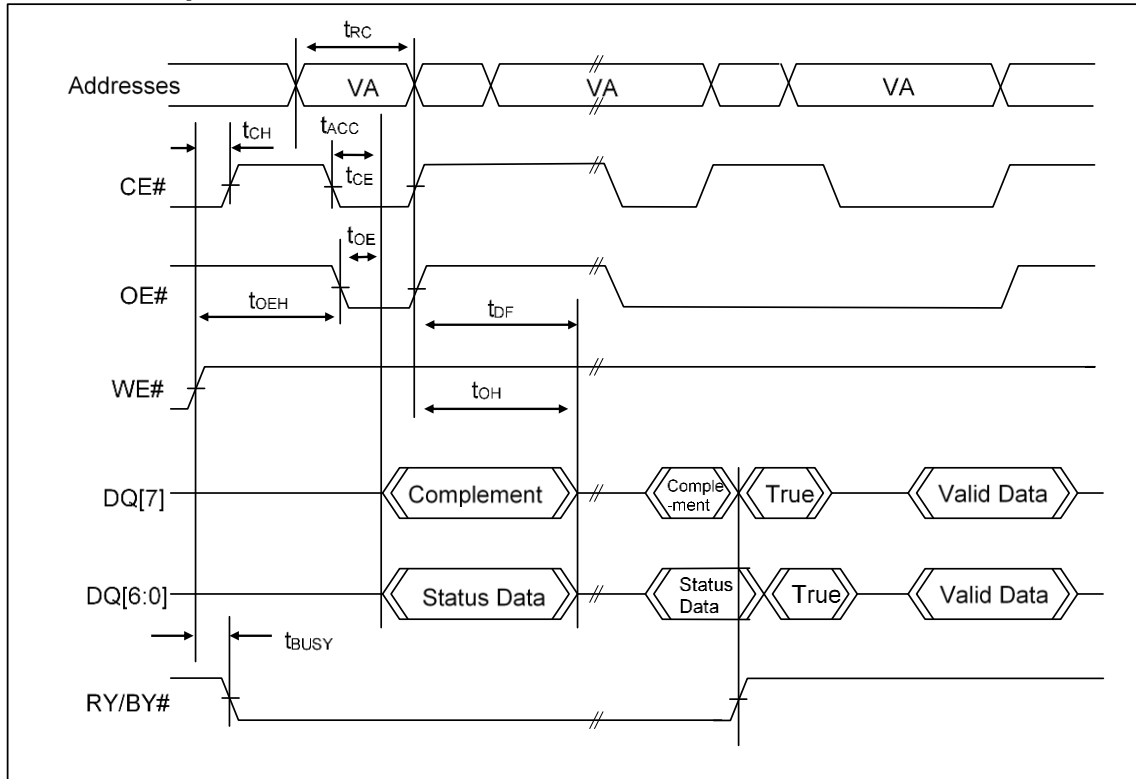 tRC
Addresses VA VA VA
tCH tACC
CE# tCE
tOE
OE#
tOEH tDF
WE#
tOH
DQ[7] Complement Comple True Valid Data
-ment
DQ[6:0] Status Data Status True Valid Data
Data
tBUSY
RY/BY#